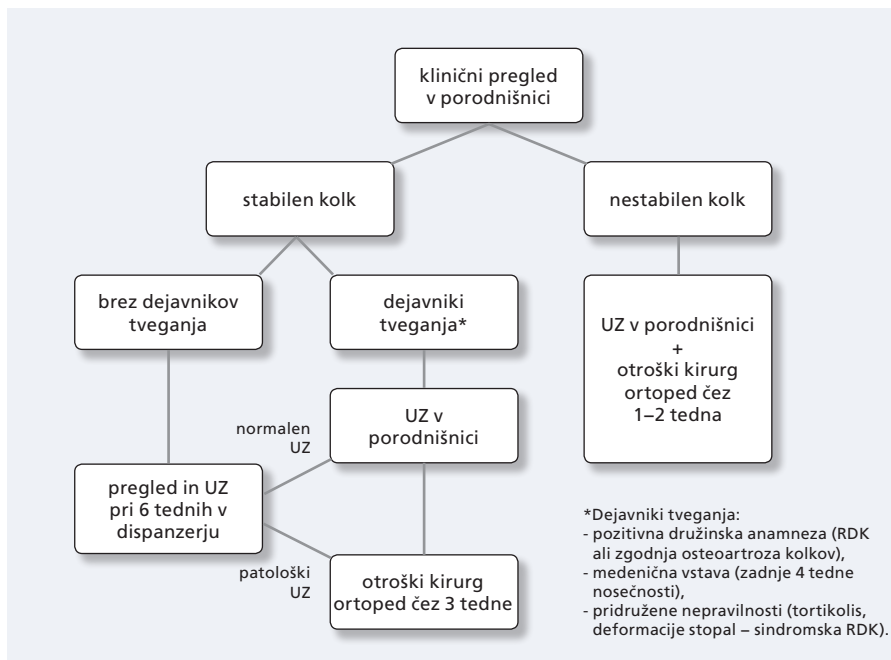 klinični pregled
v porodnišnici
stabilen kolk
nestabilen kolk
brez dejavnikov
tveganja
dejavniki
tveganja*
UZ v porodnišnici
+
otroški kirurg
ortoped čez
1–2 tedna
normalen
UZ
UZ v
porodnišnici
pregled in UZ
pri 6 tednih v
dispanzerju
patološki
UZ
otroški kirurg
ortoped čez 3 tedne
*Dejavniki tveganja:
- pozitivna družinska anamneza (RDK
ali zgodnja osteoartroza kolkov),
- medenična vstava (zadnje 4 tedne
nosečnosti),
- pridružene nepravilnosti (tortikolis,
deformacije stopal – sindromska RDK).